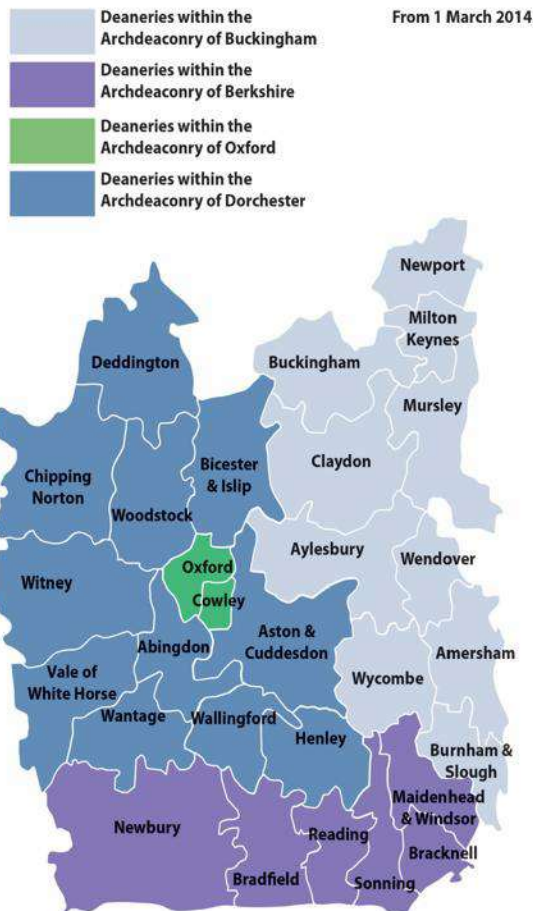 Deaneries within the
Archdeaconry of Buckingham
From 1 March 2014
Deaneries within the
Archdeaconry of Berkshire
Deaneries within the
Archdeaconry of Oxford
Deaneries within the
Archdeaconry of Dorchester
Newport
Milton
Keynes
Deddington
Buckingham
Mursley
Chipping
Norton
Bicester
& Islip
Claydon
Woodstock
Aylesbury
Wendover
Oxford
Witney
Cowley
Abingdon
Aston &
Cuddesdon
Amersham
Vale of
White Horse
Wycombe
Wantage
Wallingford
Henley
Burnham &
Slough
Maidenhead
& Windsor
Newbury
Reading
Bracknell
Bradfield
Sonning